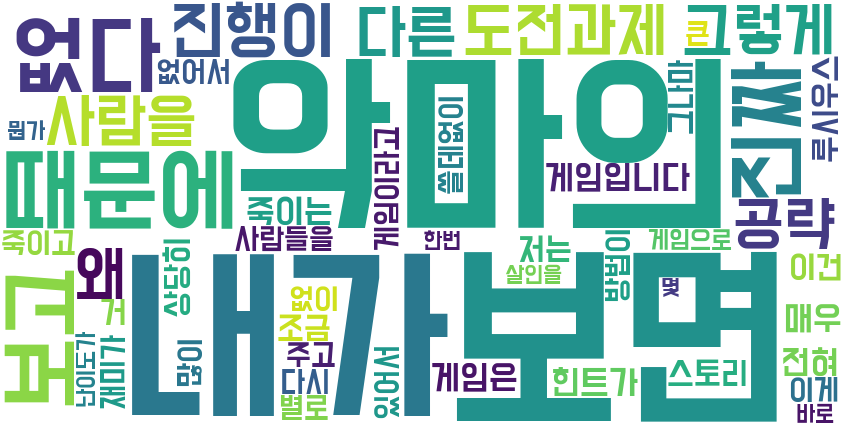 없다
진행이
다른
도전과제
큰
그렇게
없어서
뭔가
사람을
악마의
쓸데없이
그나마
진짜
루시우스
때문에
게임이라고
게임입니다
죽이는
공략
죽이고
사람들을
한번
저는
방법이
게임으로
왜
상당히
살인을
이건
보고
거
내가
보면
없이
조금
몇
매우
난이도가
재미가
많이
주고
있어서
게임은
힌트가
스토리
전혀
다시
이게
별로
바로